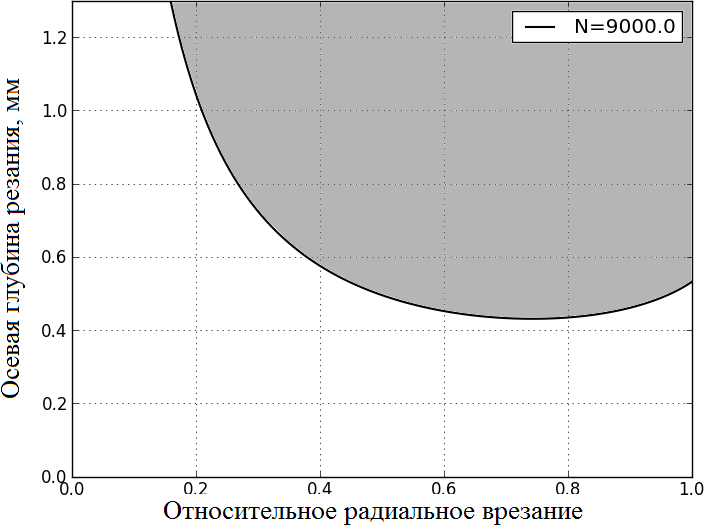 N=9000.0
Осевая глубина резания, мм
1.2
1.0
0.8
0.6
0.4
0.2
0.0
0.0 0.2 0.4 0.6 0.8 1.0
Относительное радиальное врезание